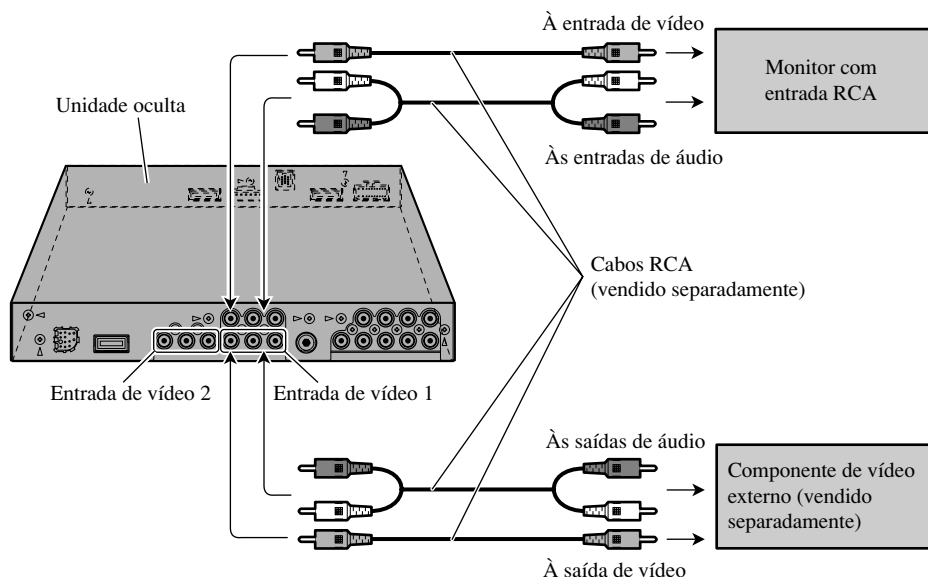 À entrada de vídeo
Monitor com
entrada RCA
Unidade oculta
Às entradas de áudio
Cabos RCA
(vendido separadamente)
Entrada de vídeo 2
Entrada de vídeo 1
Às saídas de áudio
Componente de vídeo
externo (vendido
separadamente)
À saída de vídeo